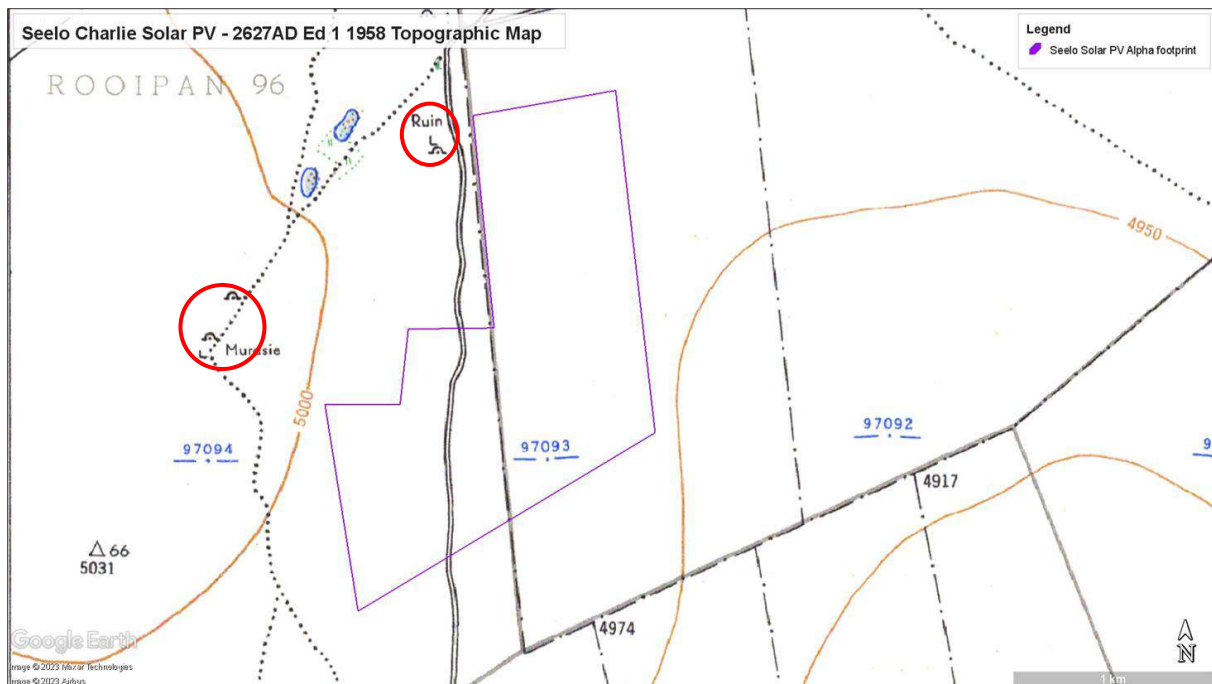 Seelo Charlie Solar PV - 2627AD Ed 1 1958 Topographic Map
Legend
Seelo Solar PV Alpha footprint
ROOIPAN 96
Ruin
L
4950
L
Murasie
5000
97094
97093
97092
9
4917
66
5031
4974
Google Earth
Image © 2023 Maxar Technologies
Image © 2023 Airbus
N
1 km